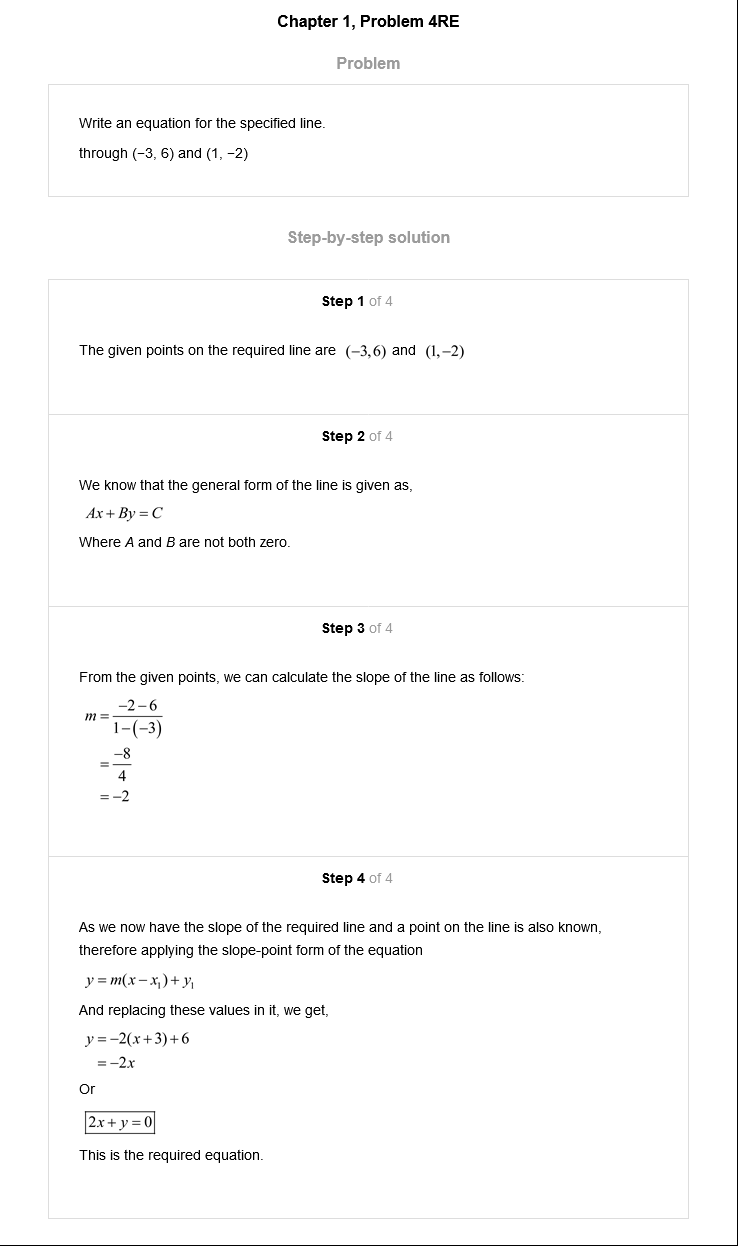 Chapter 1, Problem 4RE
Problem
Write an equation for the specified line.
through (−3, 6) and (1, −2)
Step-by-step solution
Step 1 of 4
The given points on the required line are (−3,6) and (1,−2)
Step 2 of 4
We know that the general form of the line is given as,
Ax + By = C
Where A and B are not both zero.
Step 3 of 4
From the given points, we can calculate the slope of the line as follows:
m = (−2−6)/(1−(−3))
= −8/4
= −2
Step 4 of 4
As we now have the slope of the required line and a point on the line is also known,
therefore applying the slope-point form of the equation
y = m(x − x₁) + y₁
And replacing these values in it, we get,
y = −2(x+3)+6
= −2x
Or
2x + y = 0
This is the required equation.